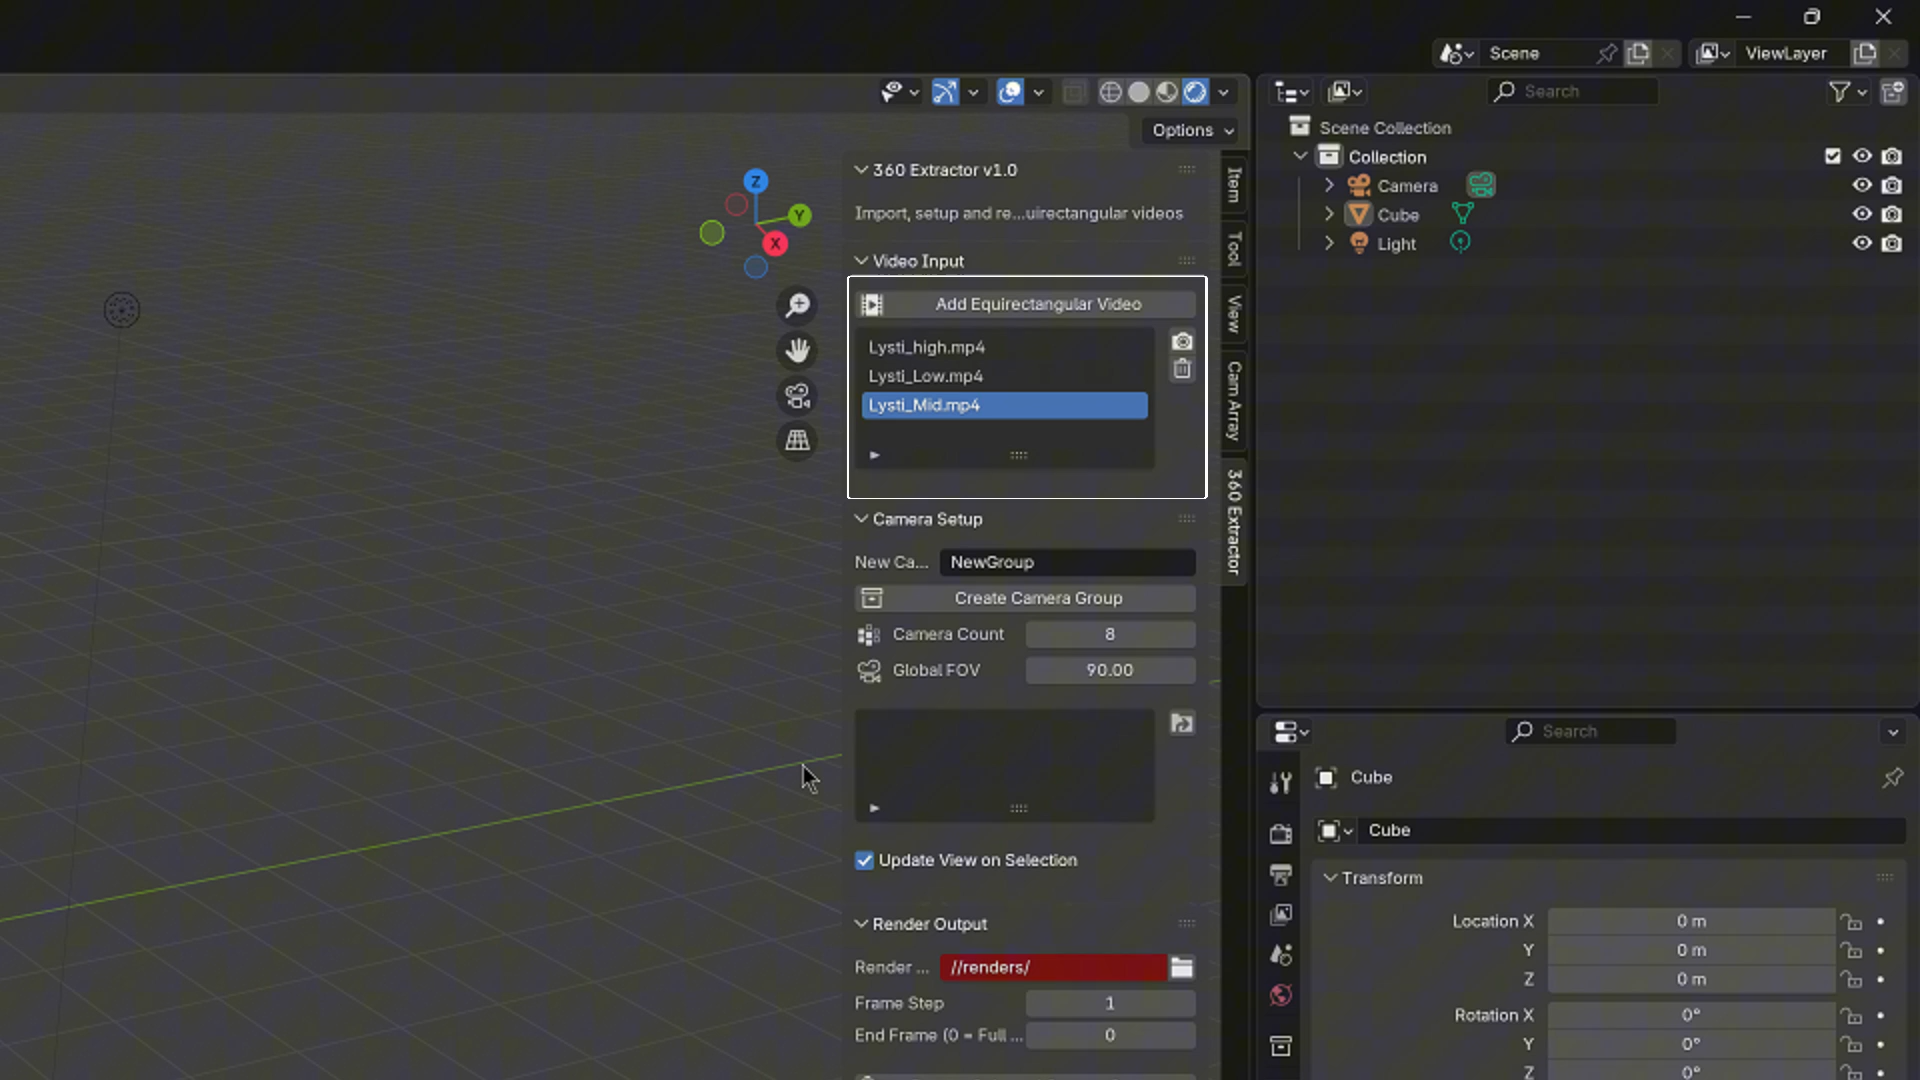 Scene
ViewLayer
Options
Search
Scene Collection
Collection
Camera
Cube
Light
Z
Y
X
360 Extractor v1.0
Import, setup and re...uirectangular videos
Video Input
Add Equirectangular Video
Lysti_high.mp4
Lysti_Low.mp4
Lysti_Mid.mp4
Camera Setup
New Ca... NewGroup
Create Camera Group
Camera Count 8
Global FOV 90.00
Update View on Selection
Render Output
Render ... //renders/
Frame Step 1
End Frame (0 = Full ... 0
Item
Tool
View
Cam Array
360 Extractor
Search
Cube
Cube
Transform
Location X 0 m
Y 0 m
Z 0 m
Rotation X 0°
Y 0°
Z 0°